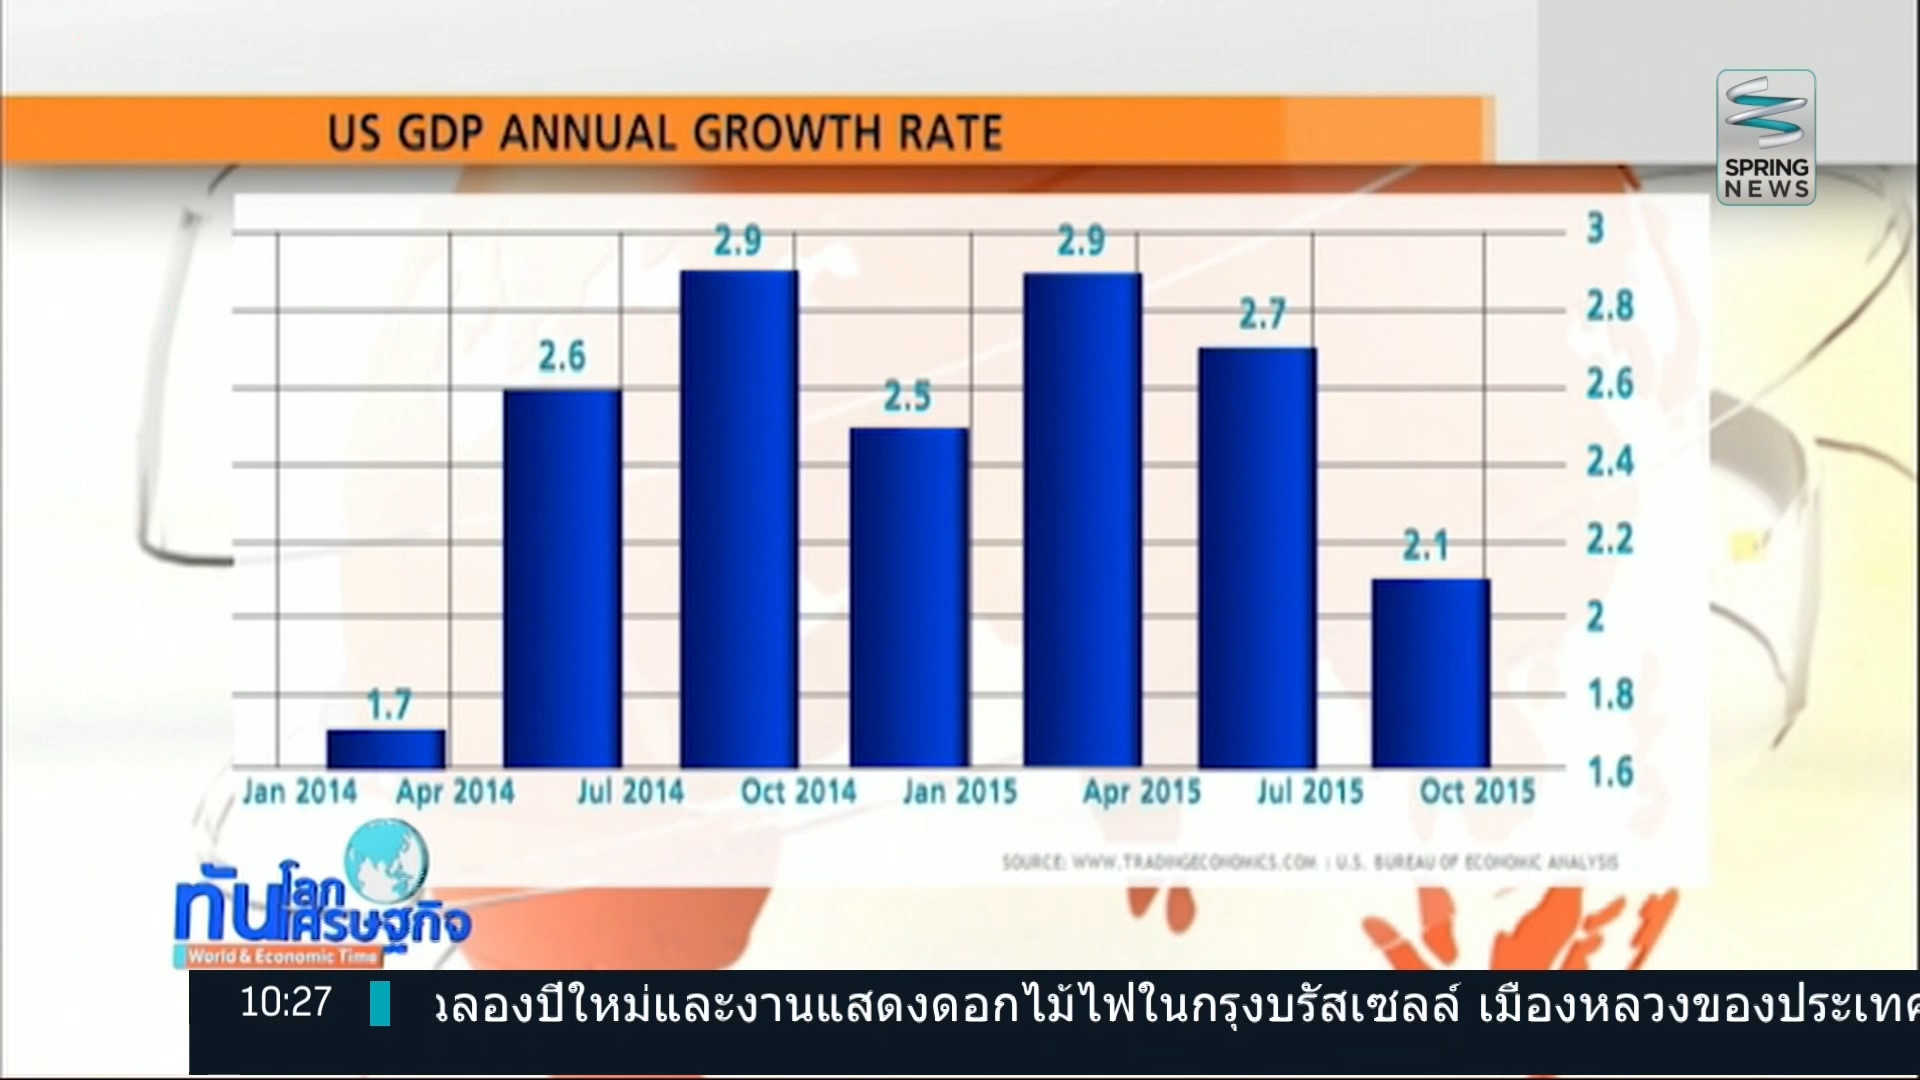 US GDP ANNUAL GROWTH RATE
SPRING
NEWS
3
2.9
2.9
2.8
2.7
2.6
2.6
2.5
2.4
2.2
2.1
2
1.8
1.7
1.6
Jan 2014 Apr 2014 Jul 2014 Oct 2014 Jan 2015 Apr 2015 Jul 2015 Oct 2015
SOURCE: WWW.TRADINGECONOMICS.COM | U.S. BUREAU OF ECONOMIC ANALYSIS
ทันโลก
เศรษฐกิจ
World & Economic Time
10:27 ลองปีใหม่และงานแสดงดอกไม้ไฟในกรุงบรัสเซลล์ เมืองหลวงของประเทศ